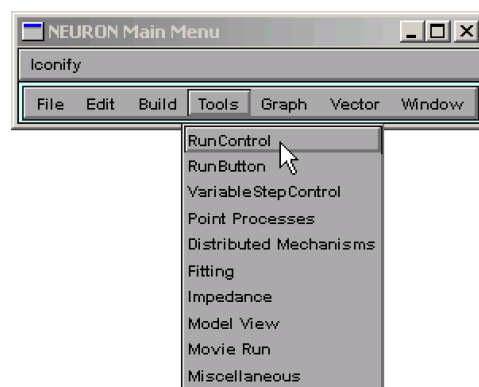 NEURON Main Menu
Iconify
File Edit Build Tools Graph Vector Window
RunControl
RunButton
VariableStepControl
Point Processes
Distributed Mechanisms
Fitting
Impedance
Model View
Movie Run
Miscellaneous